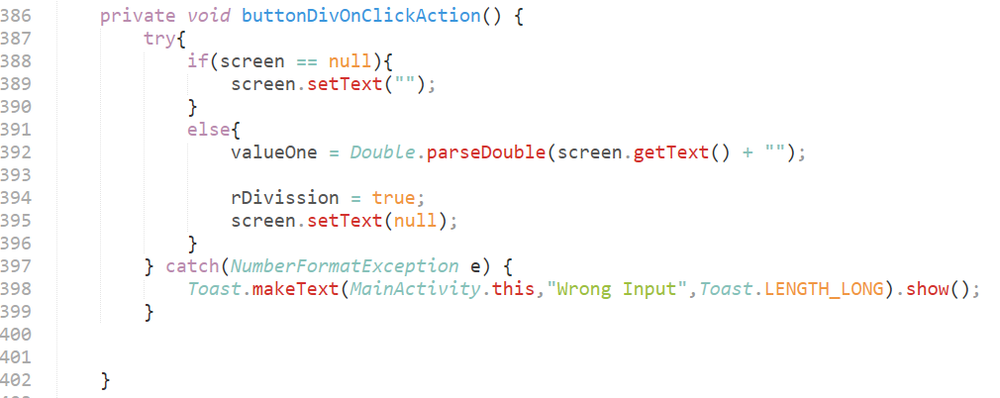 386    private void buttonDivOnClickAction() {
387        try{
388            if(screen == null){
389                screen.setText("");
390            }
391            else{
392                valueOne = Double.parseDouble(screen.getText() + "");
393
394                rDivission = true;
395                screen.setText(null);
396            }
397        } catch(NumberFormatException e) {
398            Toast.makeText(MainActivity.this,"Wrong Input",Toast.LENGTH_LONG).show();
399        }
400
401
402    }